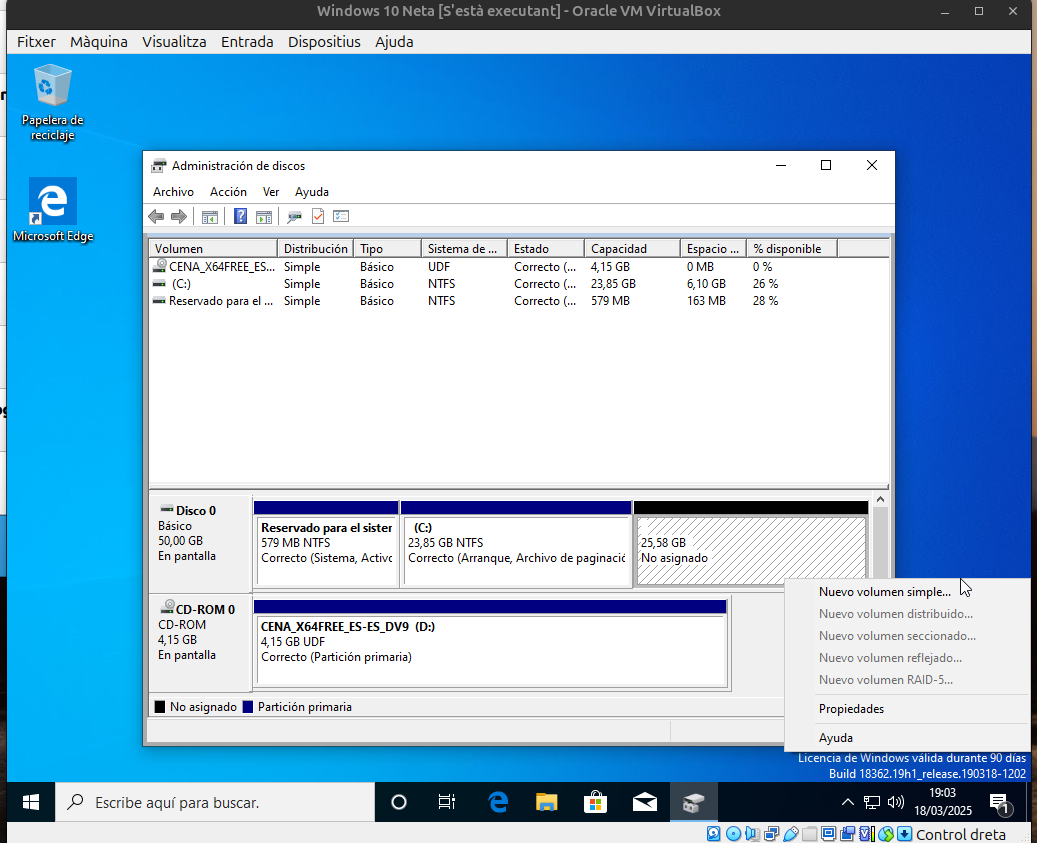 Windows 10 Neta [S'està executant] - Oracle VM VirtualBox
Fitxer Màquina Visualitza Entrada Dispositius Ajuda
Papelera de
reciclaje
Microsoft Edge
Administración de discos
Archivo Acción Ver Ayuda
Volumen Distribución Tipo Sistema de ... Estado Capacidad Espacio ... % disponible
CENA_X64FREE_ES... Simple Básico UDF Correcto (... 4,15 GB 0 MB 0 %
(C:) Simple Básico NTFS Correcto (... 23,85 GB 6,10 GB 26 %
Reservado para el ... Simple Básico NTFS Correcto (... 579 MB 163 MB 28 %
Disco 0
Básico
50,00 GB
En pantalla
Reservado para el sister
579 MB NTFS
Correcto (Sistema, Activc
(C:)
23,85 GB NTFS
Correcto (Arranque, Archivo de paginació
25,58 GB
No asignado
CD-ROM 0
CD-ROM
4,15 GB
En pantalla
CENA_X64FREE_ES-ES_DV9 (D:)
4,15 GB UDF
Correcto (Partición primaria)
No asignado Partición primaria
Nuevo volumen simple...
Nuevo volumen distribuido...
Nuevo volumen seccionado...
Nuevo volumen reflejado...
Nuevo volumen RAID-5...
Propiedades
Ayuda
Licencia de Windows válida durante 90 días
Build 18362.19h1_release.190318-1202
Escribe aquí para buscar.
19:03
18/03/2025
1
Control dreta